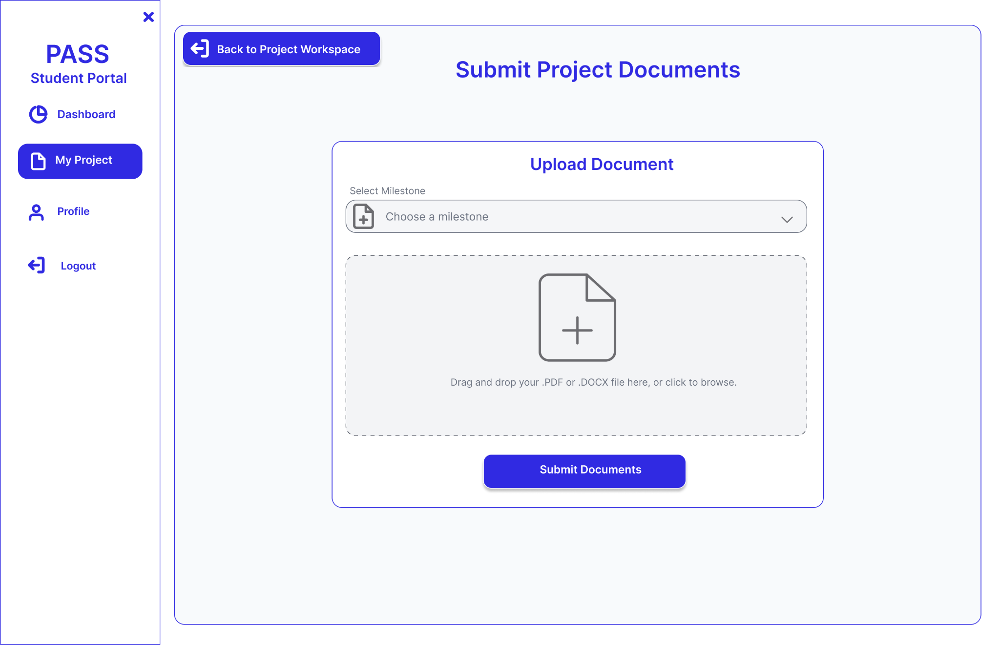 PASS
Student Portal
Dashboard
My Project
Profile
Logout
Back to Project Workspace
Submit Project Documents
Upload Document
Select Milestone
Choose a milestone
Drag and drop your .PDF or .DOCX file here, or click to browse.
Submit Documents